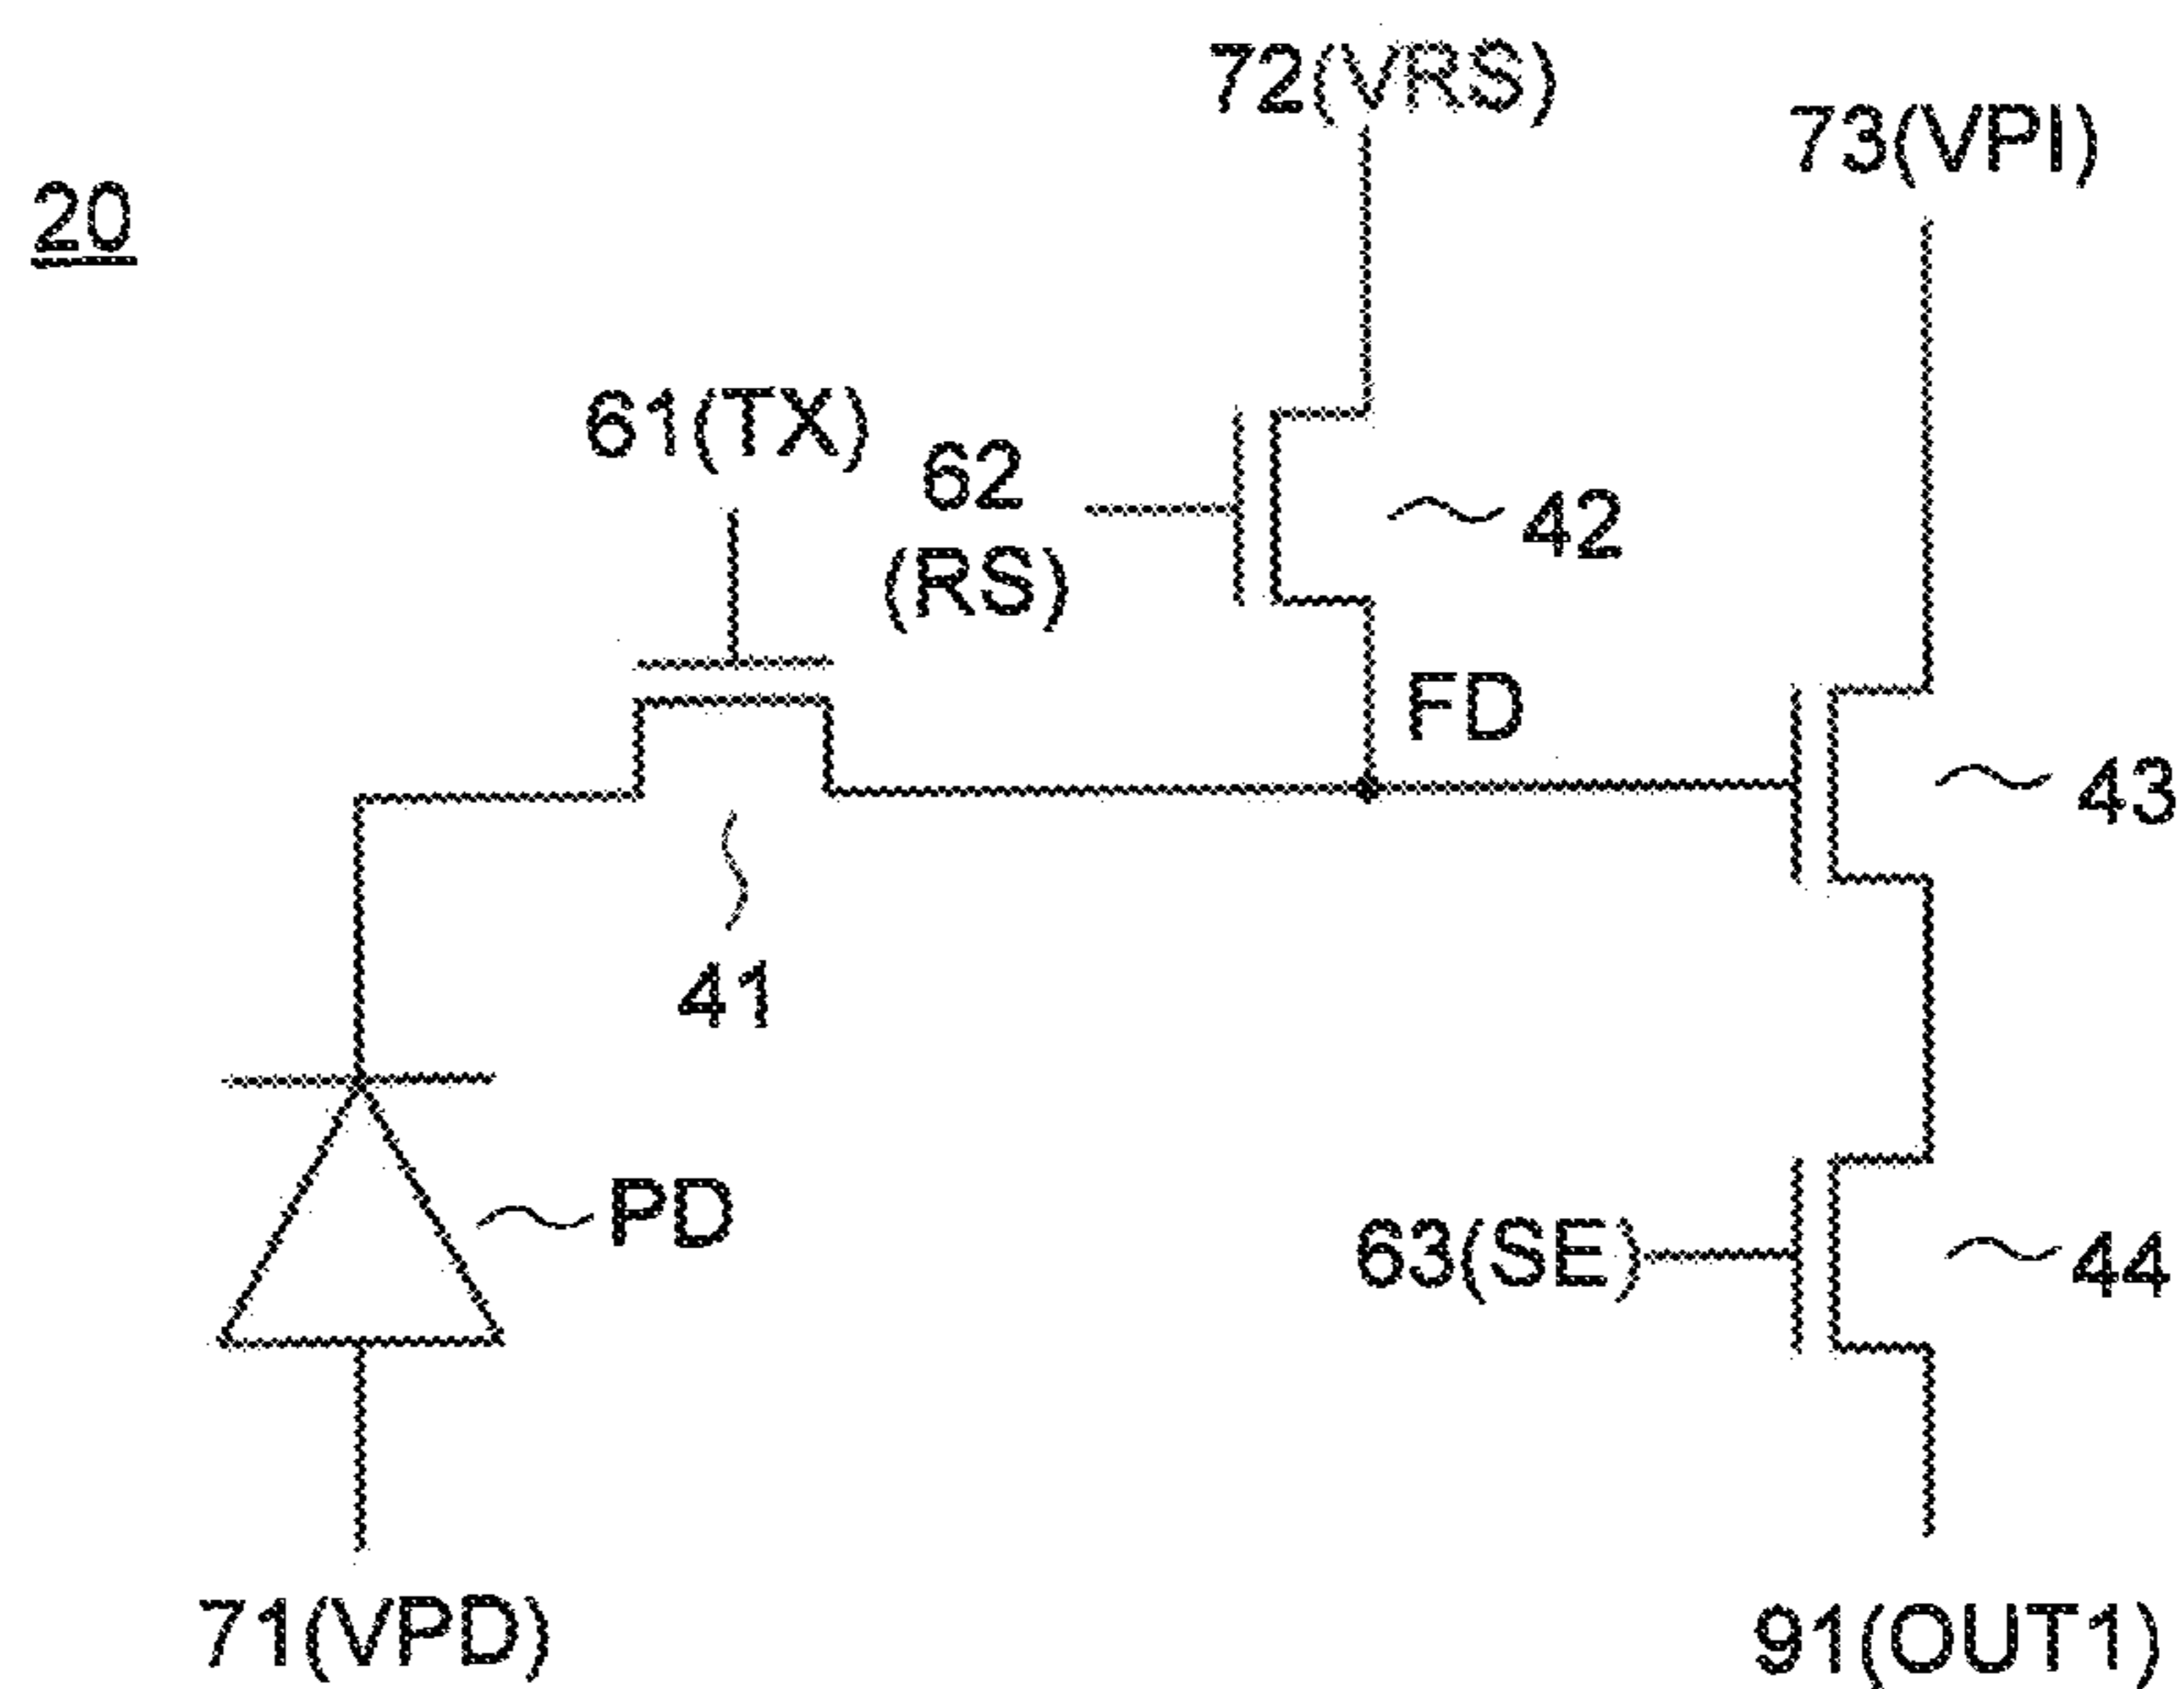 72(VRS)
73(VPI)
20
61(TX)
62
(RS)
42
FD
43
41
PD
63(SE)
44
71(VPD)
91(OUT1)